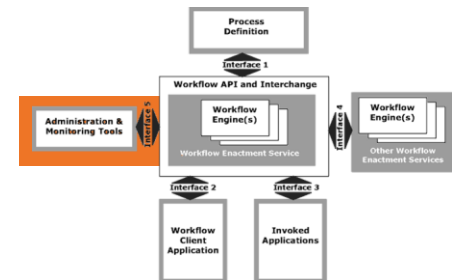 Process
Definition
Interface 1
Workflow API and Interchange
Administration &
Monitoring Tools
Interface 5
Workflow
Engine(s)
Workflow Enactment Service
Interface 4
Workflow
Engine(s)
Other Workflow
Enactment Services
Interface 2
Interface 3
Workflow
Client
Application
Invoked
Applications